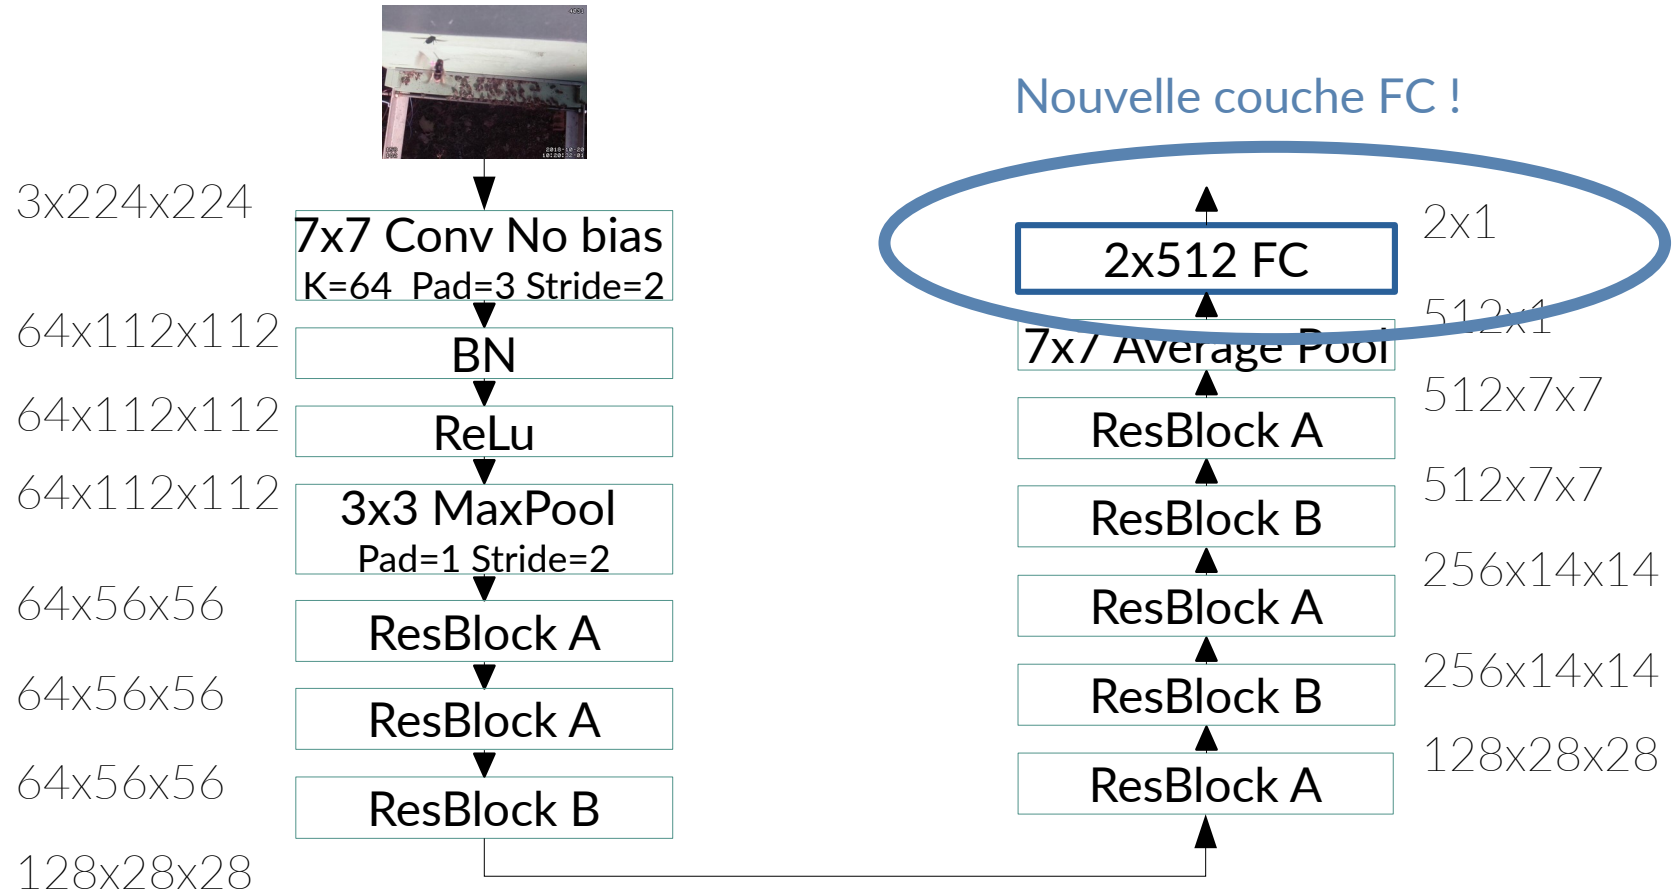 3x224x224
7x7 Conv No bias
K=64 Pad=3 Stride=2
64x112x112
BN
64x112x112
ReLu
64x112x112
3x3 MaxPool
Pad=1 Stride=2
64x56x56
ResBlock A
64x56x56
ResBlock A
64x56x56
ResBlock B
128x28x28
Nouvelle couche FC !
2x1
2x512 FC
512x1
7x7 Average Pool
512x7x7
ResBlock A
512x7x7
ResBlock B
256x14x14
ResBlock A
256x14x14
ResBlock B
128x28x28
ResBlock A